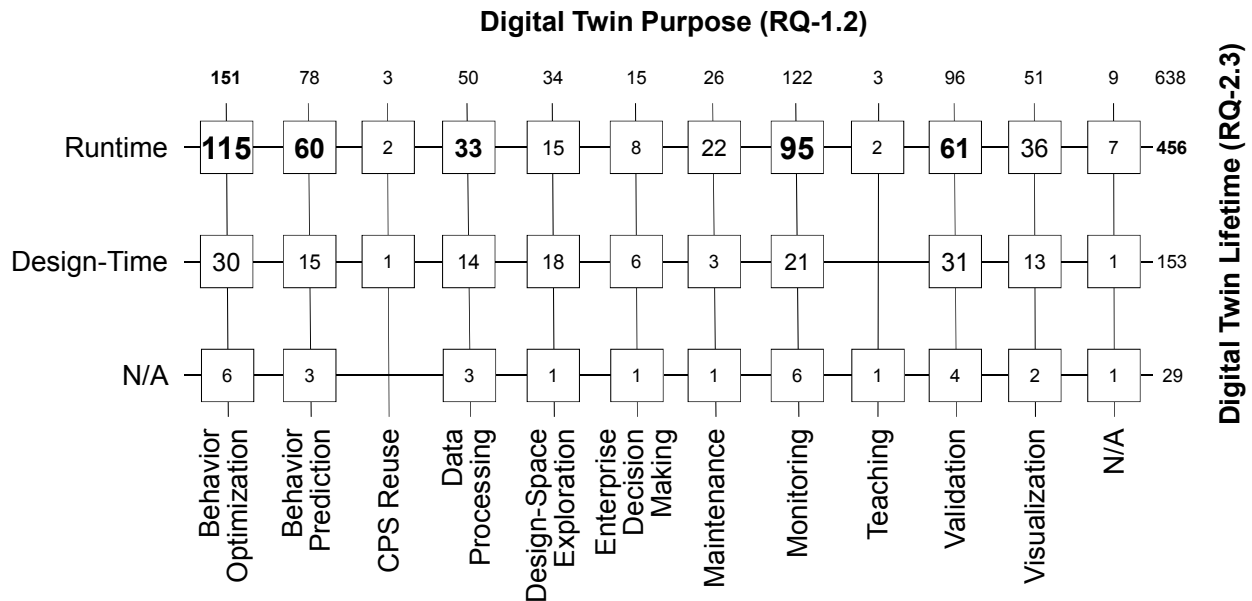 Digital Twin Purpose (RQ-1.2)
151 78 3 50 34 15 26 122 3 96 51 9 638
Runtime 115 60 2 33 15 8 22 95 2 61 36 7 456
Design-Time 30 15 1 14 18 6 3 21 31 13 1 153
N/A 6 3 3 1 1 1 6 1 4 2 1 29
Behavior
Optimization
Behavior
Prediction
CPS Reuse
Data
Processing
Design-Space
Exploration
Enterprise
Decision
Making
Maintenance
Monitoring
Teaching
Validation
Visualization
N/A
Digital Twin Lifetime (RQ-2.3)